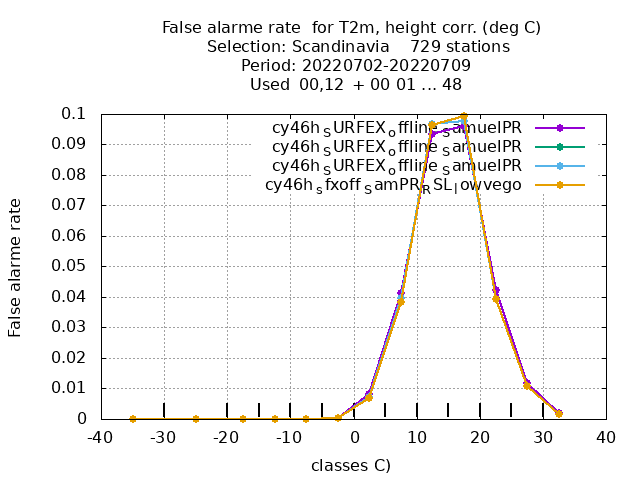 False alarme rate for T2m, height corr. (deg C)
Selection: Scandinavia 729 stations
Period: 20220702-20220709
Used 00,12 + 00 01 ... 48
0.1
0.09
0.08
0.07
0.06
0.05
0.04
0.03
0.02
0.01
0
False alarme rate
cy46h_SURFEX_offline_SamuelPR
cy46h_SURFEX_offline_SamuelPR
cy46h_SURFEX_offline_SamuelPR
cy46h_sfxoff_SamPR_RSL_lowvego
-40 -30 -20 -10 0 10 20 30 40
classes C)